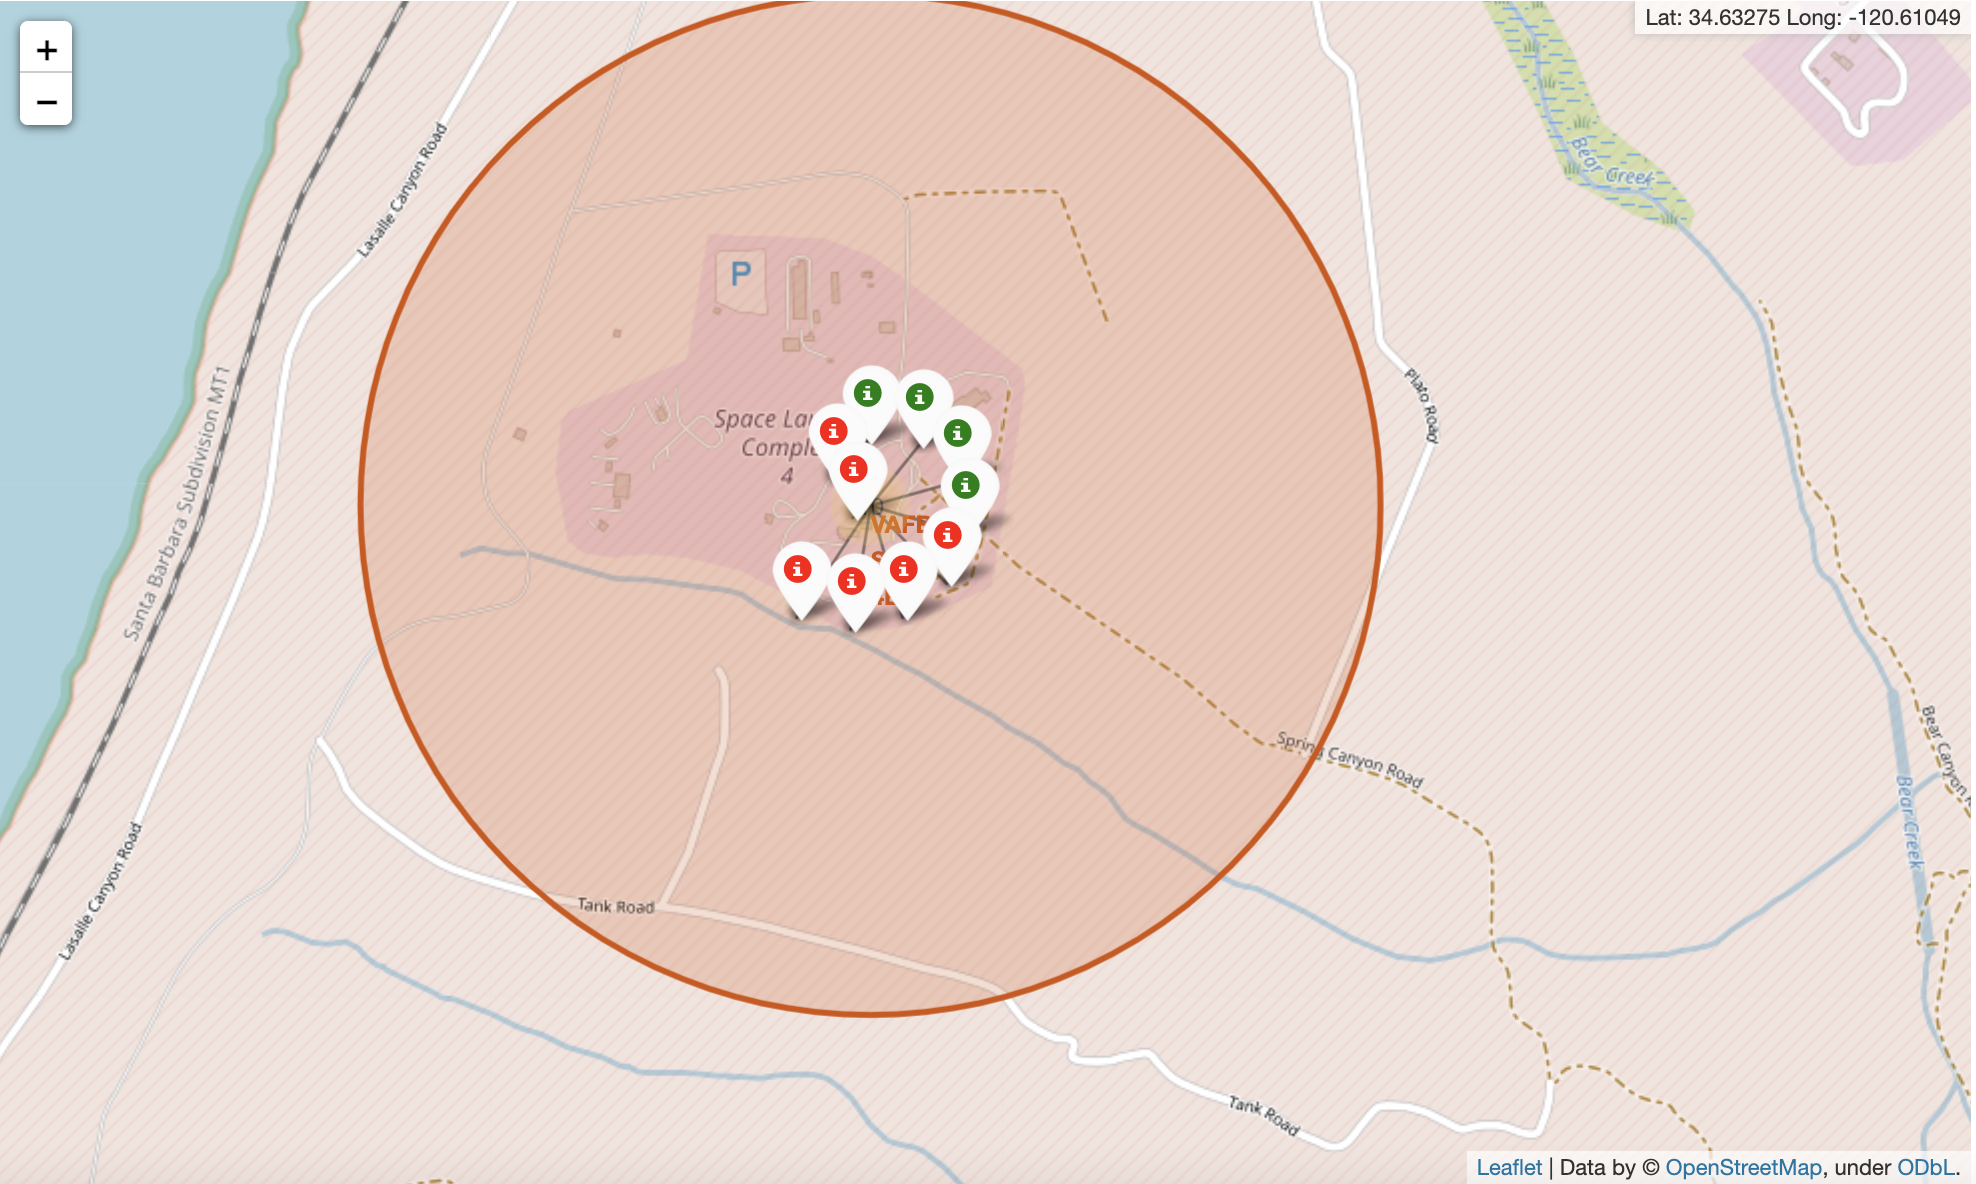 +
−
Lat: 34.63275 Long: -120.61049
Lasalle Canyon Road
Bear Creek
P
Santa Barbara Subdivision MT1
Plato Road
Space
4
Spring Canyon Road
Bear Canyon
Bear Creek
Lasalle Canyon Road
Tank Road
Tank Road
Leaflet | Data by © OpenStreetMap, under ODbL.